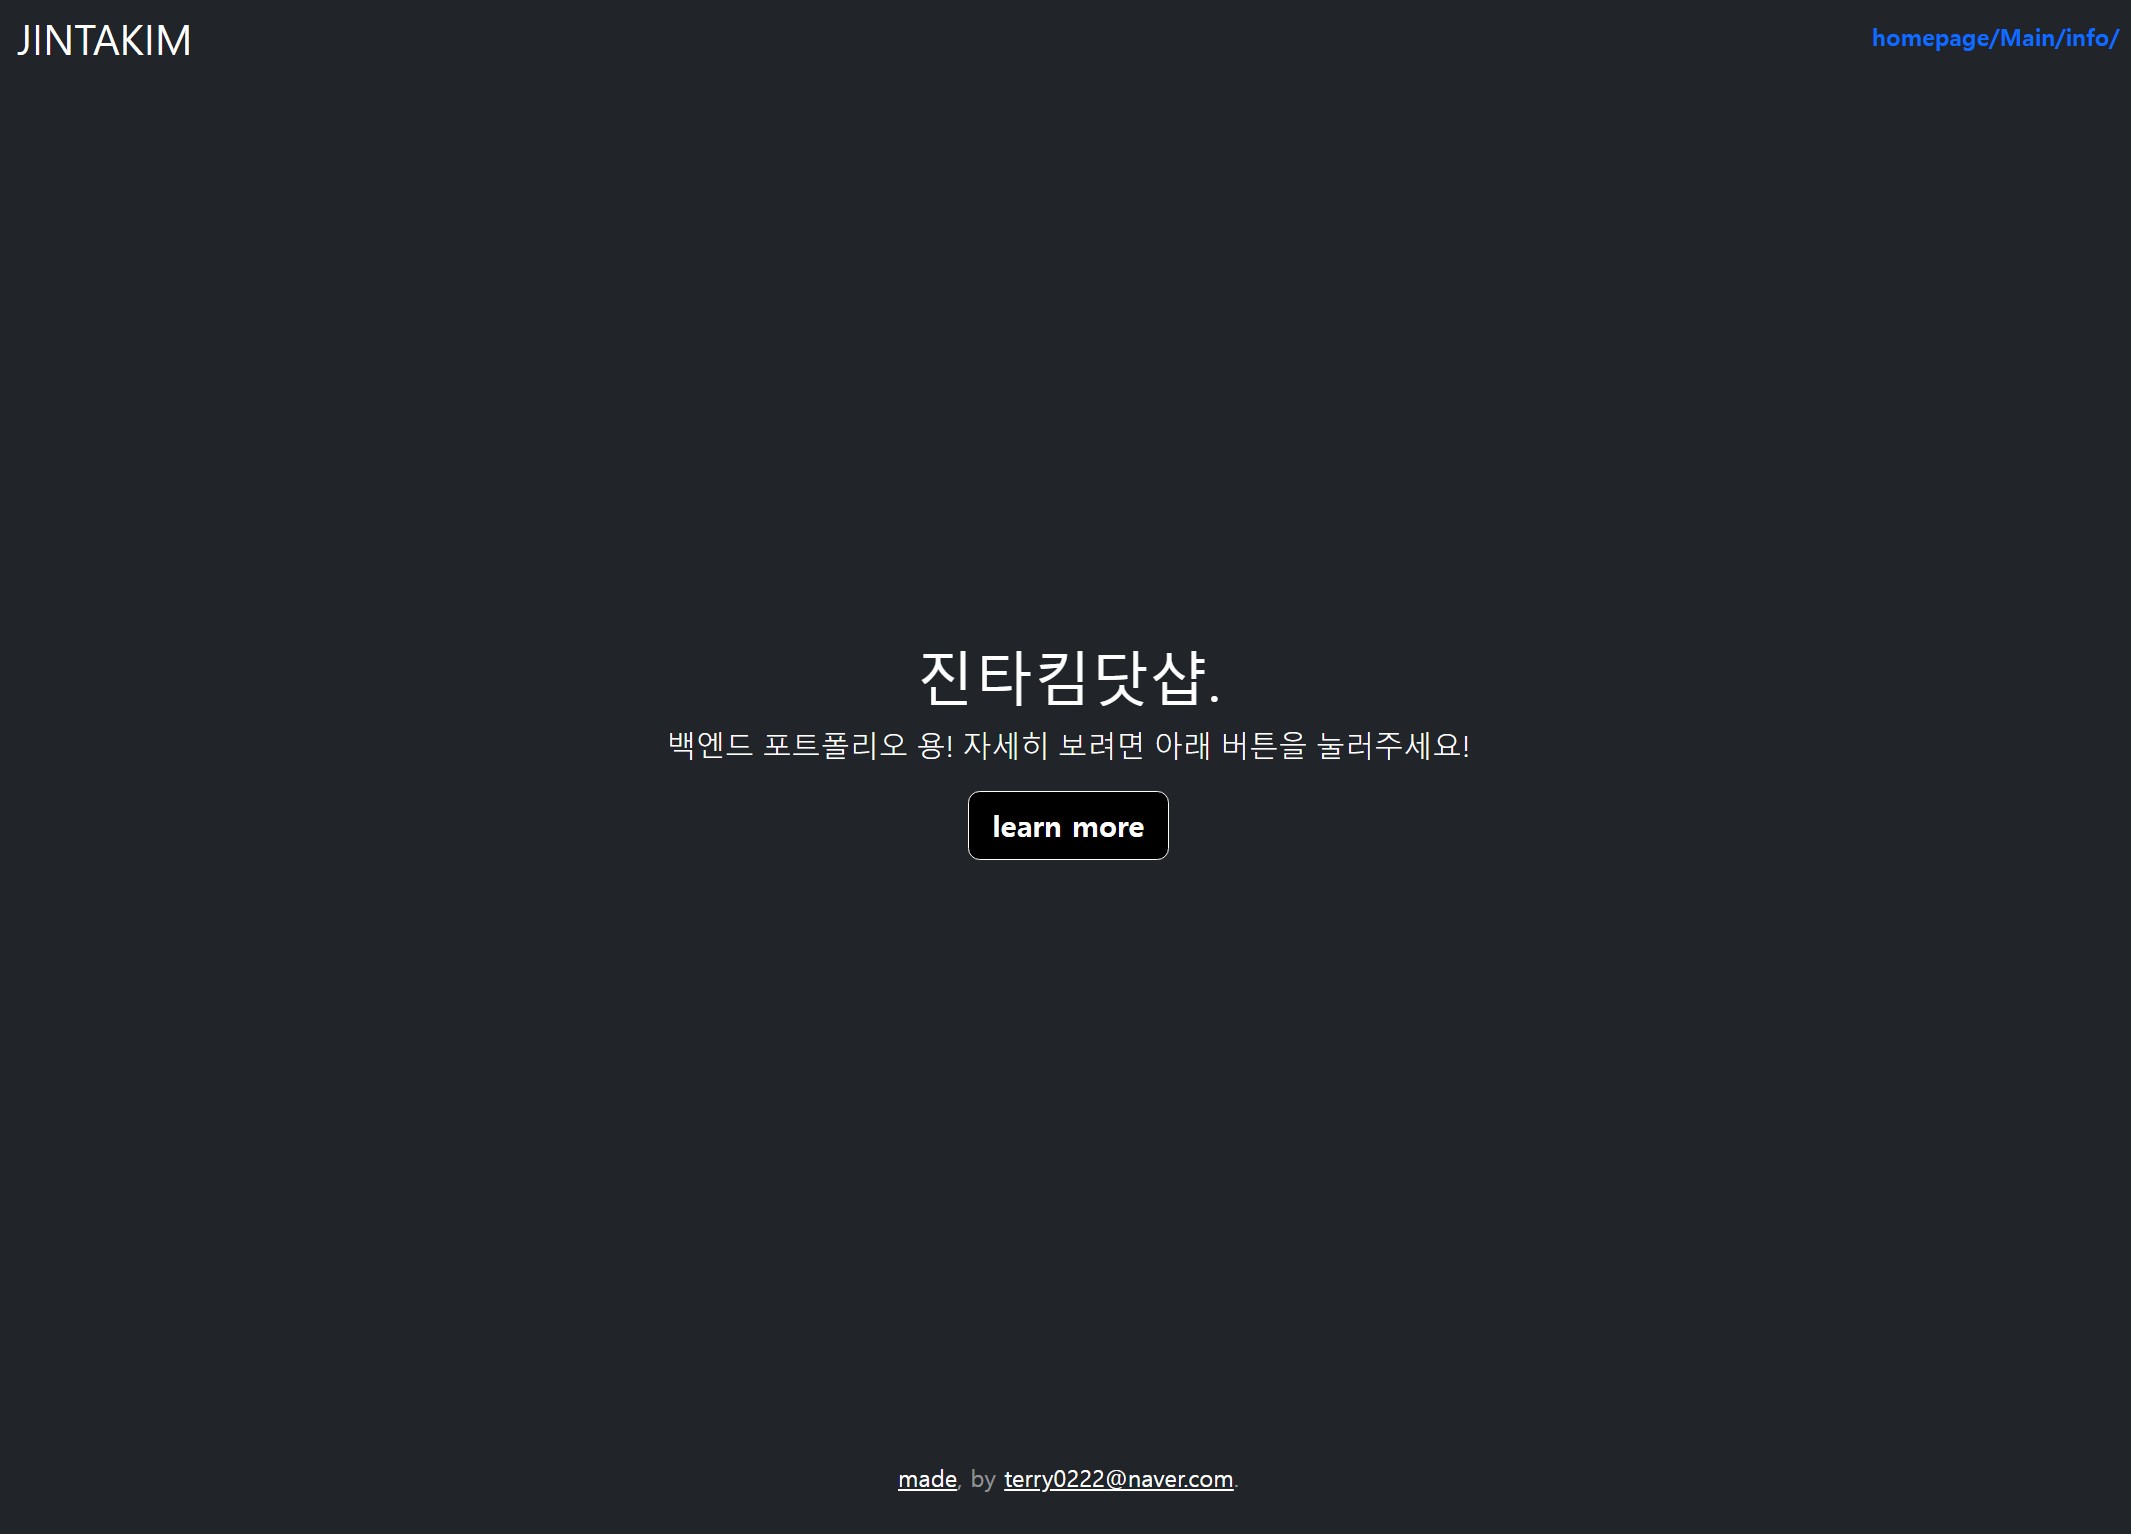 JINTAKIM
homepage/Main/info/
진타킴닷샵.
백엔드 포트폴리오 용! 자세히 보려면 아래 버튼을 눌러주세요!
learn more
made, by terry0222@naver.com.